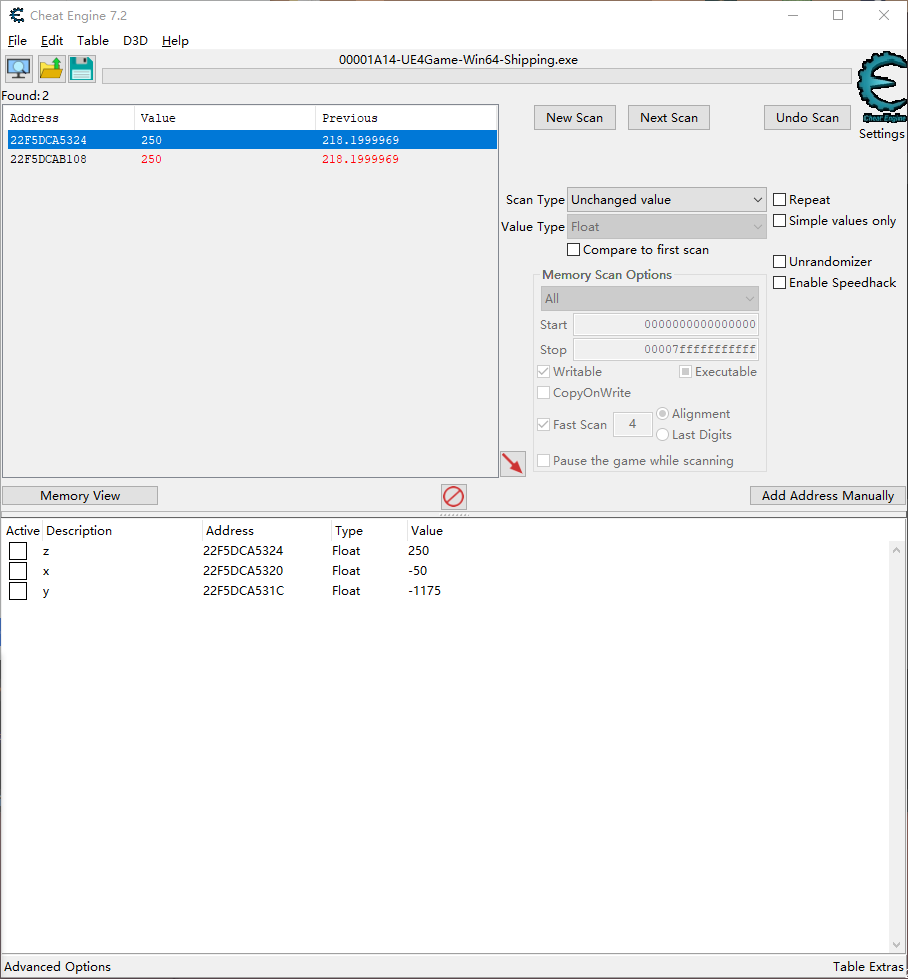 Cheat Engine 7.2
File Edit Table D3D Help
00001A14-UE4Game-Win64-Shipping.exe
Found: 2
Address Value Previous
22F5DCA5324 250 218.1999969
22F5DCAB108 250 218.1999969
New Scan Next Scan Undo Scan
Cheat Engine
Settings
Scan Type Unchanged value Repeat
Value Type Float Simple values only
Compare to first scan
Unrandomizer
Enable Speedhack
Memory Scan Options
All
Start 0000000000000000
Stop 00007fffffffffff
Writable Executable
CopyOnWrite
Fast Scan 4 Alignment
Last Digits
Pause the game while scanning
Memory View Add Address Manually
Active Description Address Type Value
z 22F5DCA5324 Float 250
x 22F5DCA5320 Float -50
y 22F5DCA531C Float -1175
Advanced Options Table Extras